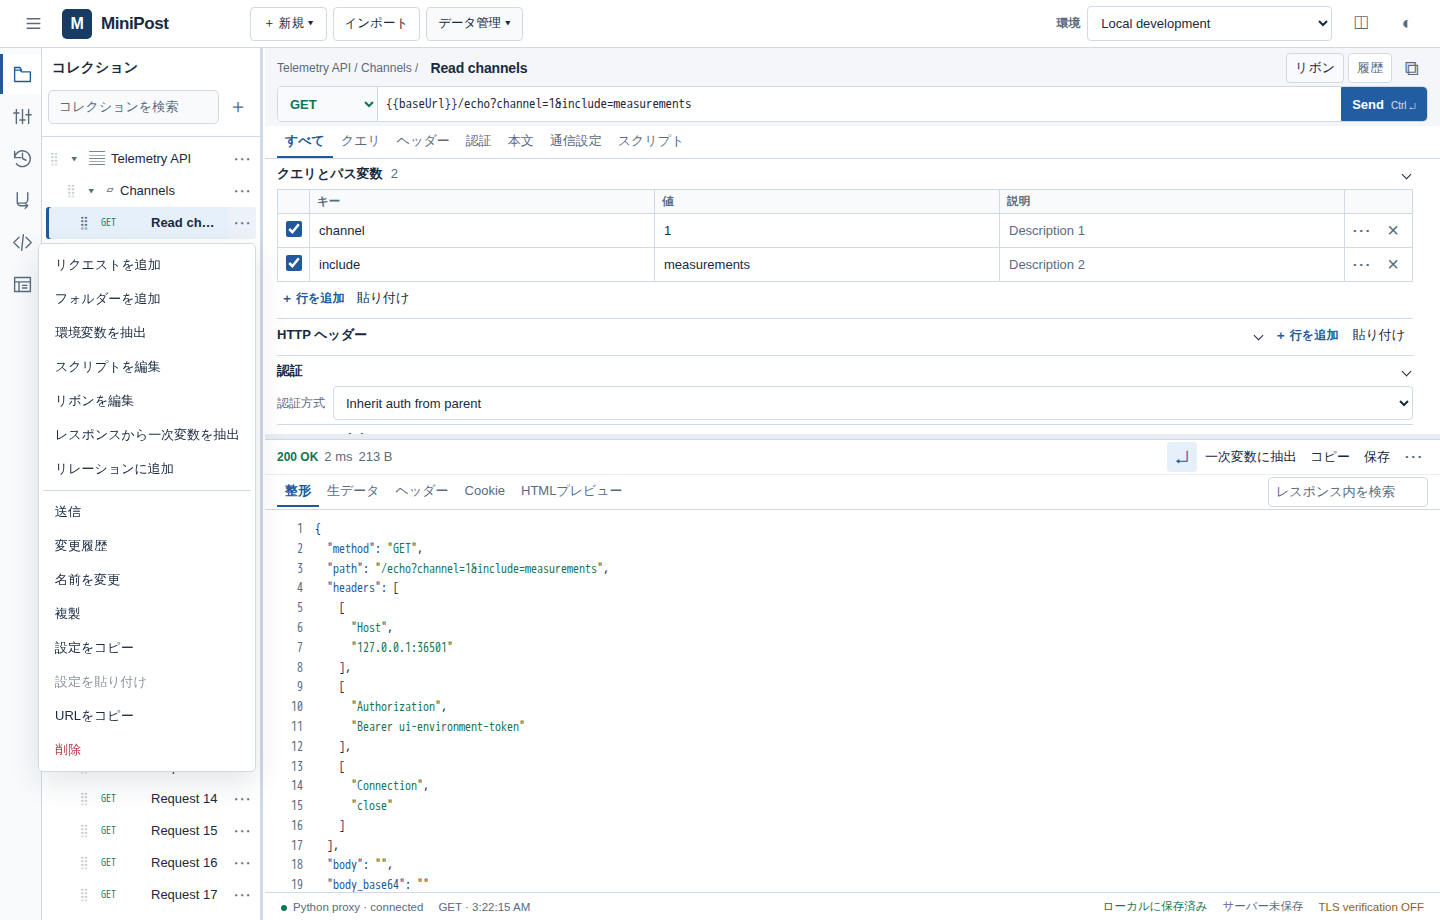 M MiniPost
＋ 新規 ▾
インポート
データ管理 ▾
環境
Local development
コレクション
コレクションを検索
Telemetry API
Channels
GET Read ch…
リクエストを追加
フォルダーを追加
環境変数を抽出
スクリプトを編集
リボンを編集
レスポンスから一次変数を抽出
リレーションに追加
送信
変更履歴
名前を変更
複製
設定をコピー
設定を貼り付け
URLをコピー
削除
GET Request 14
GET Request 15
GET Request 16
GET Request 17
Telemetry API / Channels / Read channels
リボン
履歴
GET {{baseUrl}}/echo?channel=1&include=measurements
Send Ctrl
すべて クエリ ヘッダー 認証 本文 通信設定 スクリプト
クエリとパス変数 2
キー 値 説明
channel 1 Description 1
include measurements Description 2
＋ 行を追加 貼り付け
HTTP ヘッダー
＋ 行を追加 貼り付け
認証
認証方式 Inherit auth from parent
200 OK 2 ms 213 B
一次変数に抽出 コピー 保存
整形 生データ ヘッダー Cookie HTMLプレビュー
レスポンス内を検索
1 {
2 "method": "GET",
3 "path": "/echo?channel=1&include=measurements",
4 "headers": [
5 [
6 "Host",
7 "127.0.0.1:36501"
8 ],
9 [
10 "Authorization",
11 "Bearer ui-environment-token"
12 ],
13 [
14 "Connection",
15 "close"
16 ]
17 ],
18 "body": "",
19 "body_base64": ""
Python proxy · connected GET · 3:22:15 AM
ローカルに保存済み サーバー未保存 TLS verification OFF